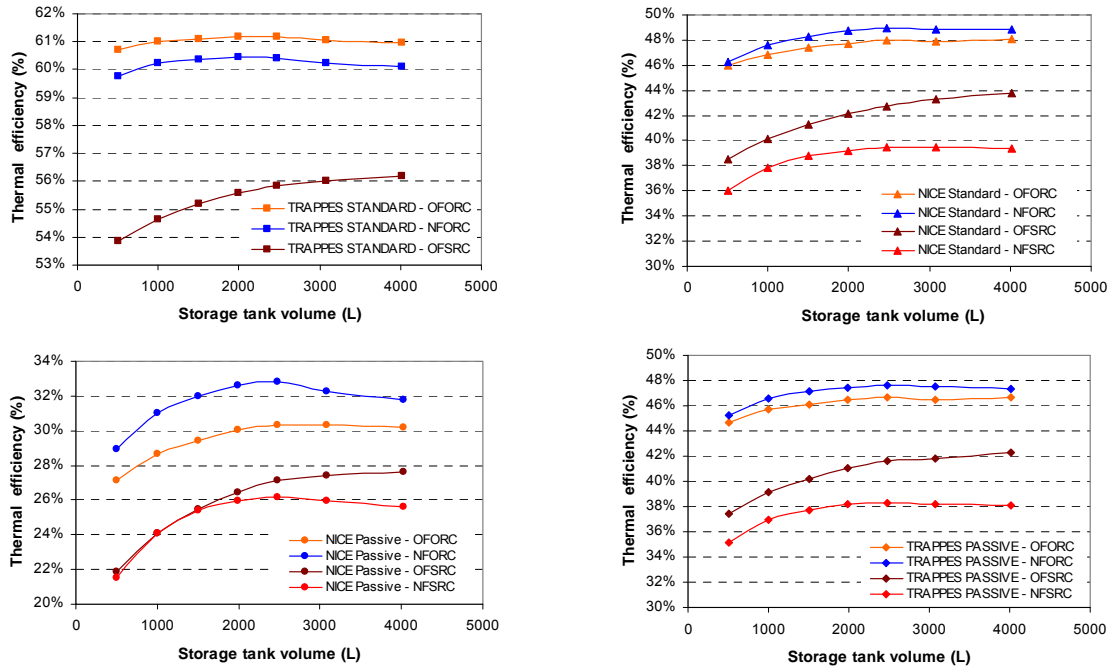 Thermal efficiency (%)
62%
61%
60%
59%
58%
57%
56%
55%
54%
53%
TRAPPES STANDARD - OFORC
TRAPPES STANDARD - NFORC
TRAPPES STANDARD - OFSRC
0
1000
2000
3000
4000
5000
Storage tank volume (L)
Thermal efficiency (%)
50%
48%
46%
44%
42%
40%
38%
36%
34%
32%
30%
NICE Standard - OFORC
NICE Standard - NFORC
NICE Standard - OFSRC
NICE Standard - NFSRC
0
1000
2000
3000
4000
5000
Storage tank volume (L)
Thermal efficiency (%)
34%
32%
30%
28%
26%
24%
22%
20%
NICE Passive - OFORC
NICE Passive - NFORC
NICE Passive - OFSRC
NICE Passive - NFSRC
0
1000
2000
3000
4000
5000
Storage tank volume (L)
Thermal efficiency (%)
50%
48%
46%
44%
42%
40%
38%
36%
34%
32%
30%
TRAPPES PASSIVE - OFORC
TRAPPES PASSIVE - NFORC
TRAPPES PASSIVE - OFSRC
TRAPPES PASSIVE - NFSRC
0
1000
2000
3000
4000
5000
Storage tank volume (L)